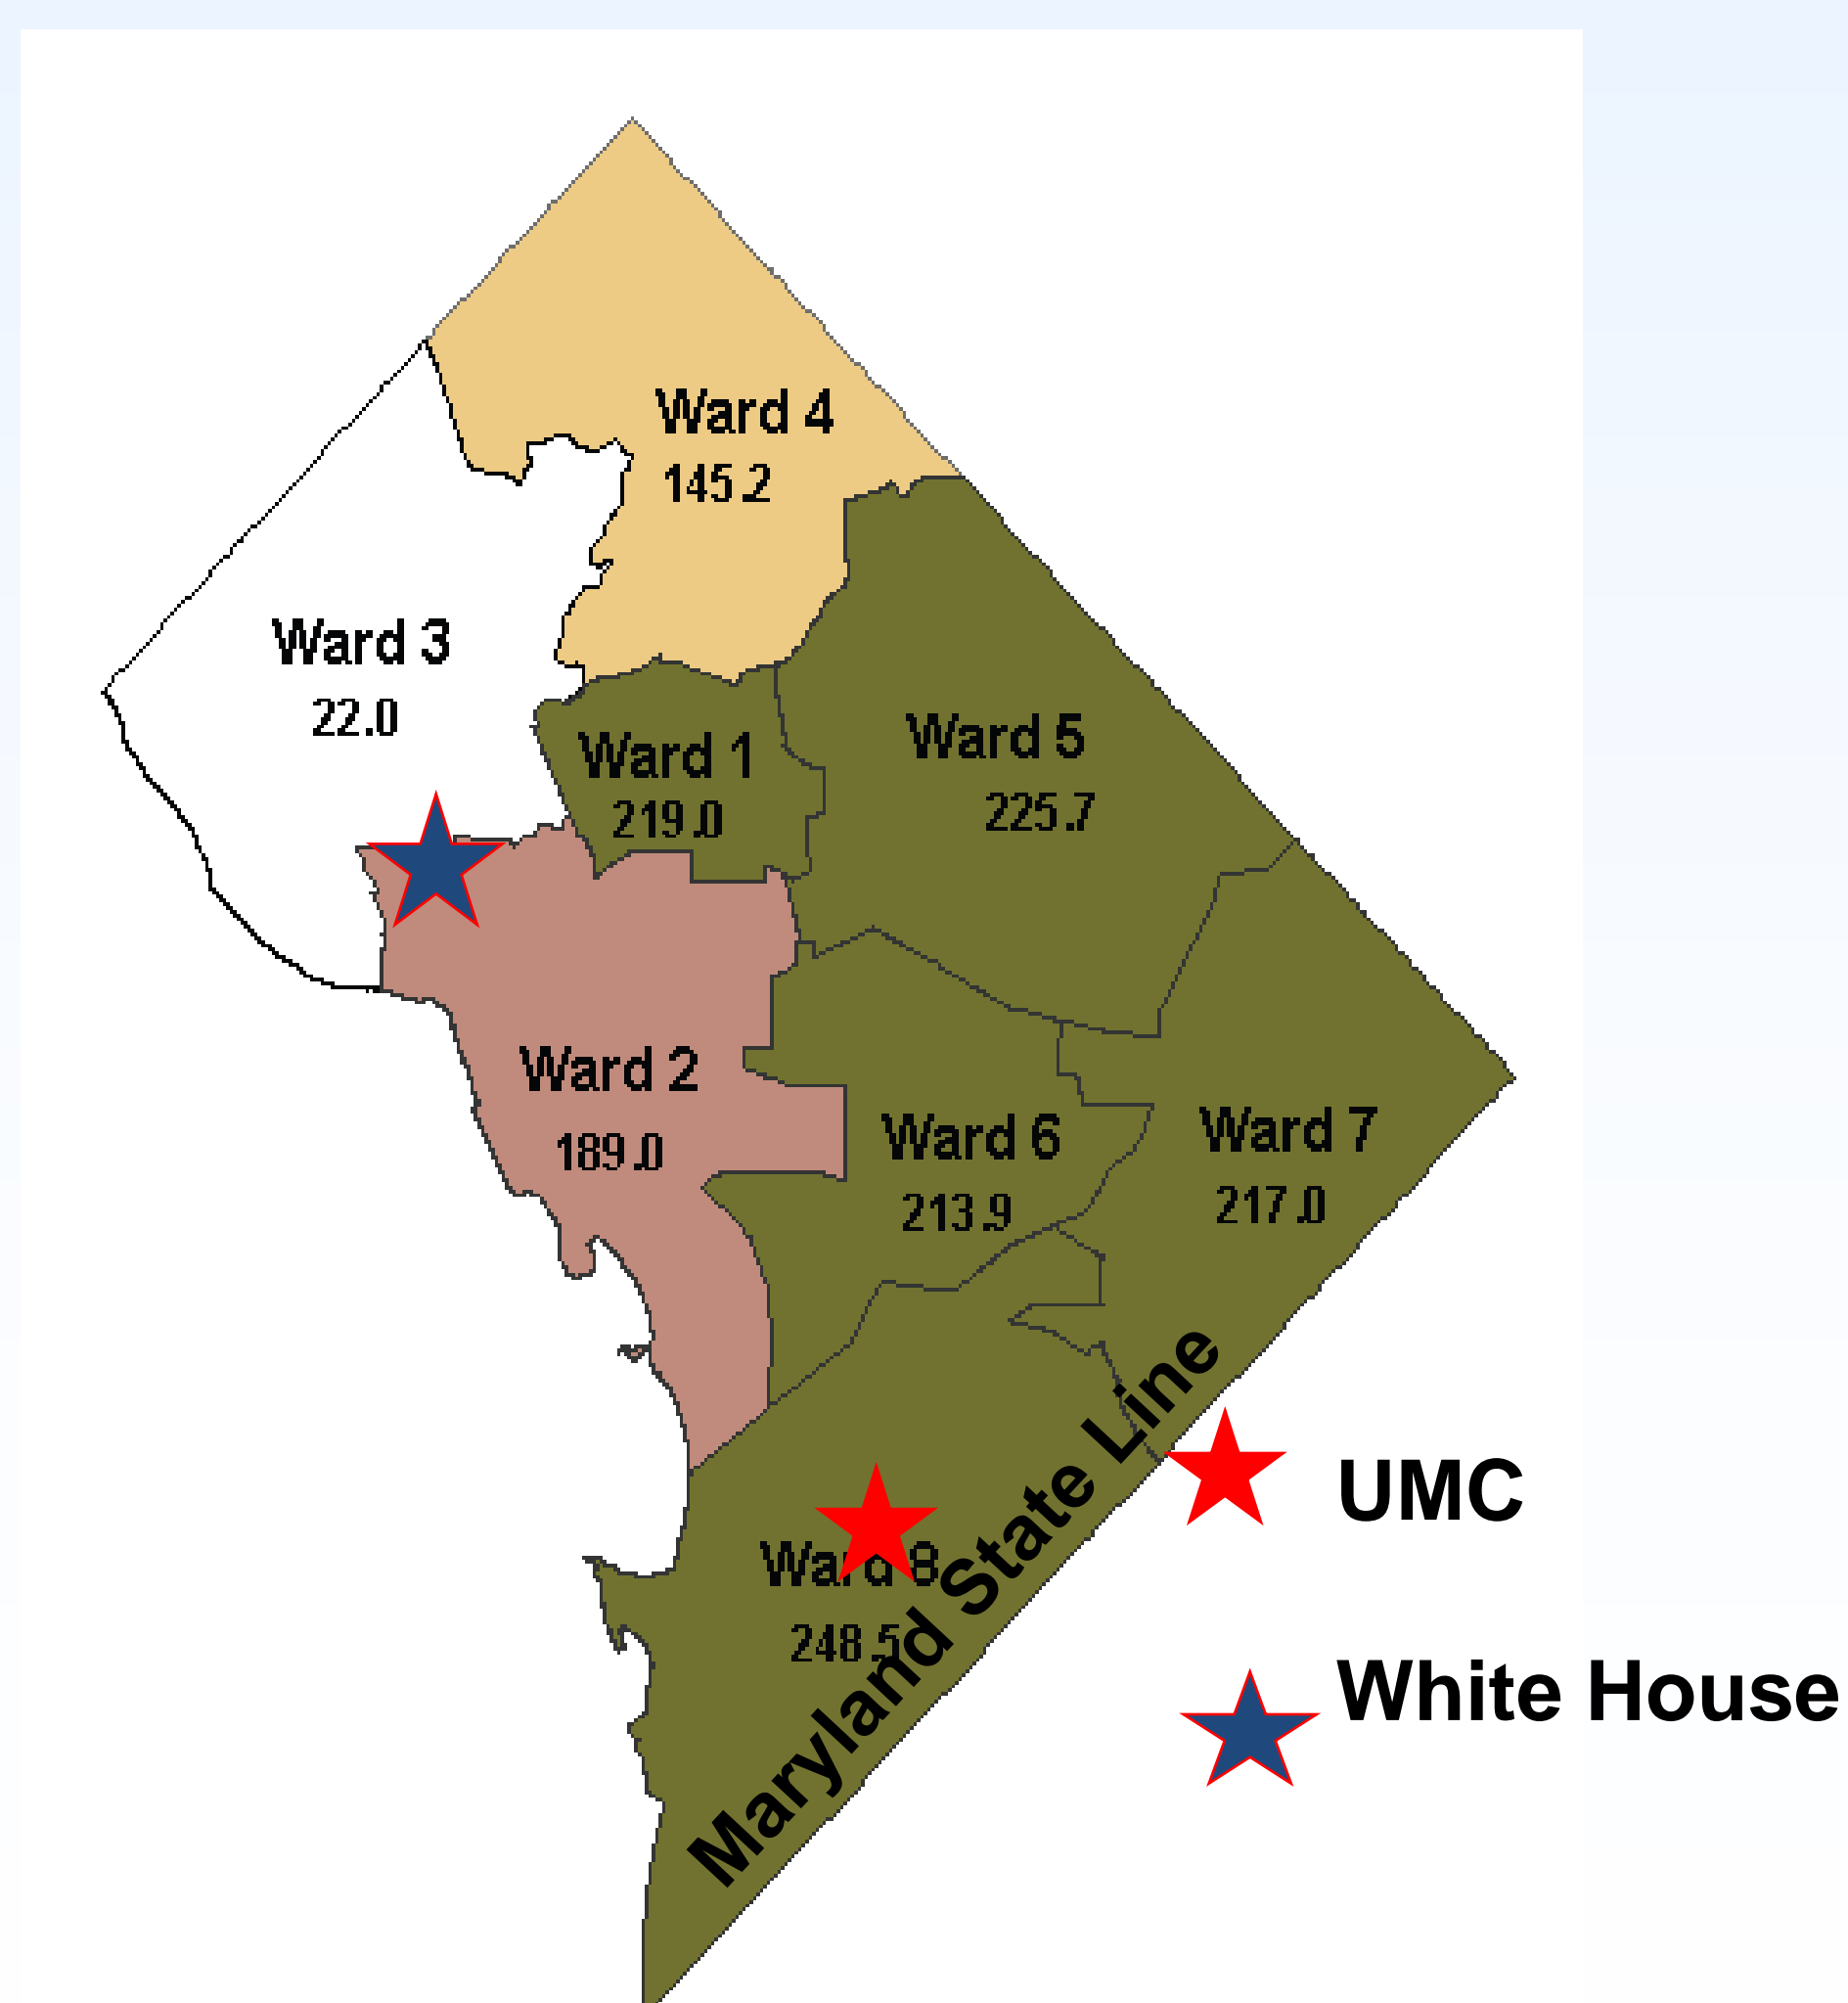 Ward 4
145.2
Ward 3
22.0
Ward 1
219.0
Ward 5
225.7
Ward 2
189.0
Ward 6
213.9
Ward 7
217.0
Ward 8
248.5
Maryland State Line
UMC
White House